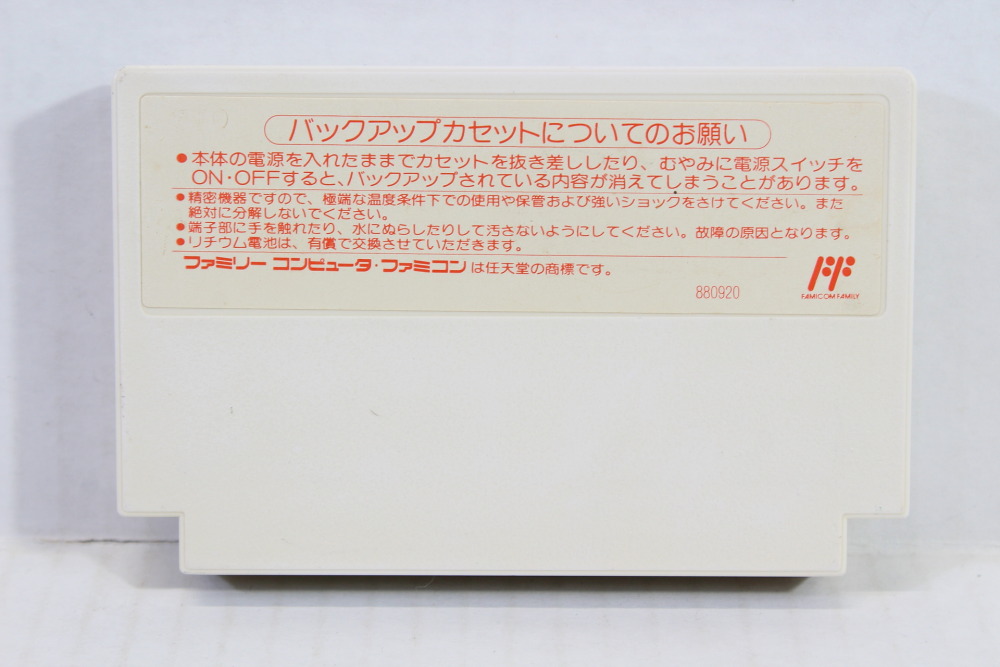 バックアップカセットについてのお願い
●本体の電源を入れたままでカセットを抜き差ししたり、むやみに電源スイッチを
ON・OFFすると、バックアップされている内容が消えてしまうことがあります。
●精密機器ですので、極端な温度条件下での使用や保管および強いショックをさけてください。また
絶対に分解しないでください。
●端子部に手を触れたり、水にぬらしたりして汚さないようにしてください。故障の原因となります。
●リチウム電池は、有償で交換させていただきます。
ファミリー コンピュータ・ファミコン は任天堂の商標です。
880920
FAMICOM FAMILY